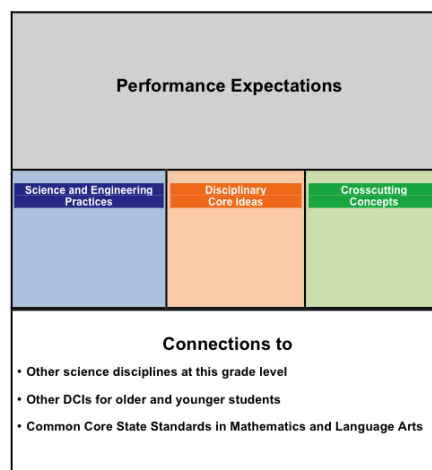 Performance Expectations
Science and Engineering
Practices
Disciplinary
Core Ideas
Crosscutting
Concepts
Connections to
• Other science disciplines at this grade level
• Other DCIs for older and younger students
• Common Core State Standards in Mathematics and Language Arts